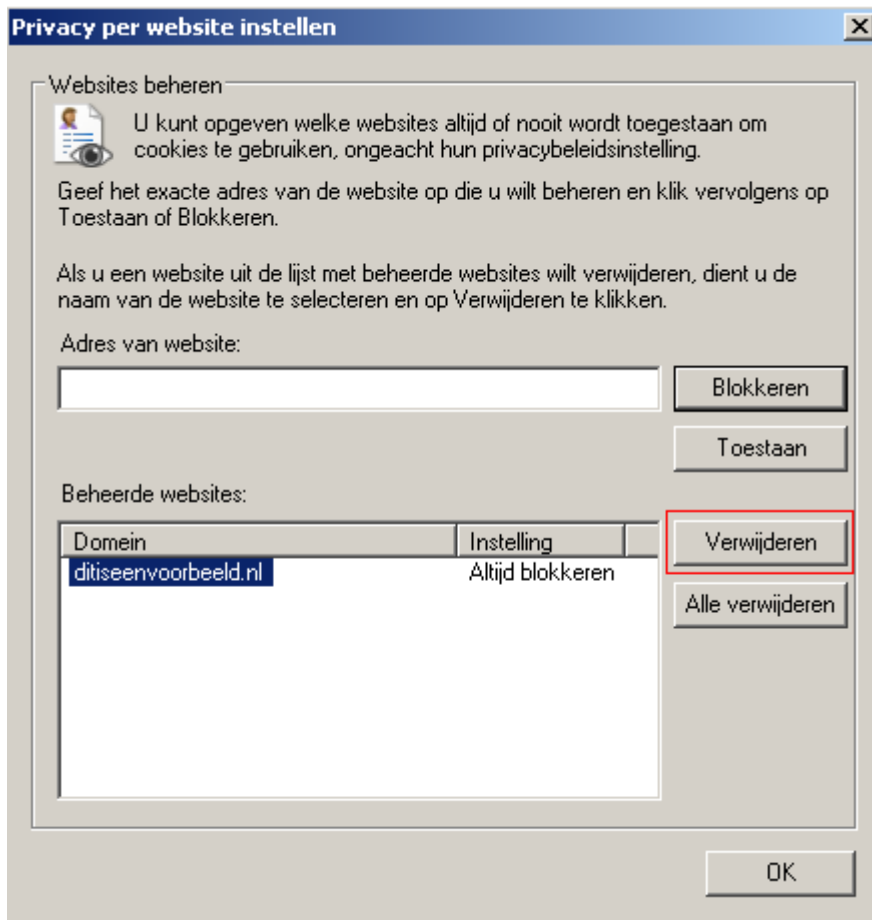 Privacy per website instellen
Websites beheren
U kunt opgeven welke websites altijd of nooit wordt toegestaan om
cookies te gebruiken, ongeacht hun privacybeleidsinstelling.
Geef het exacte adres van de website op die u wilt beheren en klik vervolgens op
Toestaan of Blokkeren.
Als u een website uit de lijst met beheerde websites wilt verwijderen, dient u de
naam van de website te selecteren en op Verwijderen te klikken.
Adres van website:
Blokkeren
Toestaan
Beheerde websites:
Domein Instelling
Verwijderen
ditiseenvoorbeeld.nl Altijd blokkeren
Alle verwijderen
OK